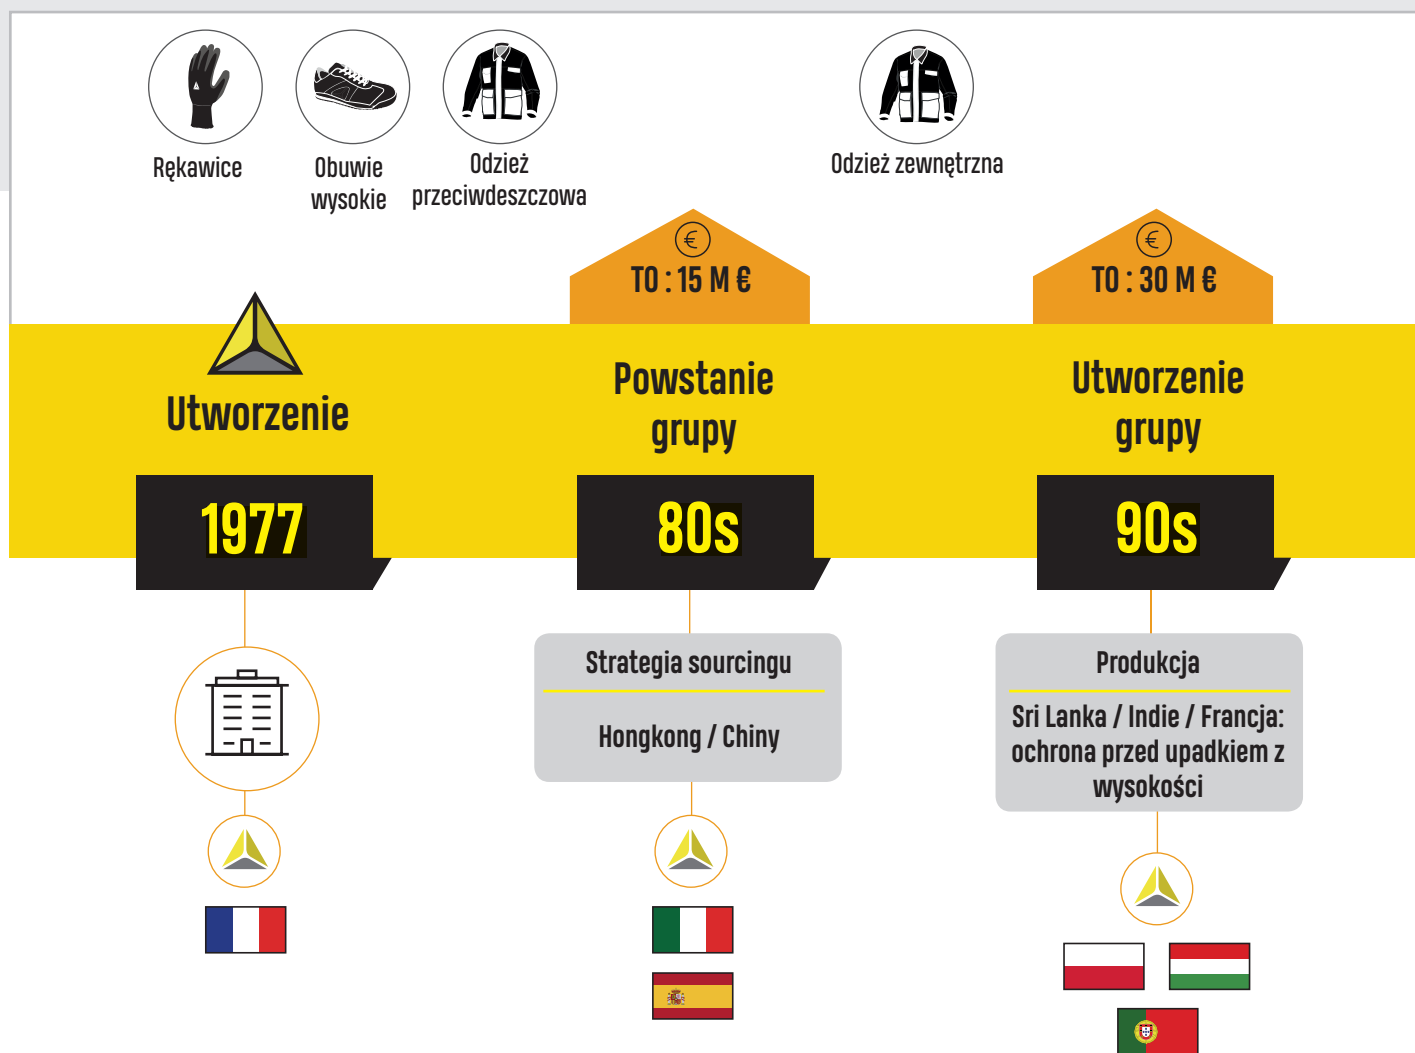 Rękawice
Obuwie
wysokie
Odzież
przeciwdeszczowa
Odzież zewnętrzna
€
TO : 15 M €
€
TO : 30 M €
Utworzenie
Powstanie
grupy
Utworzenie
grupy
1977
80s
90s
Strategia sourcingu
Hongkong / Chiny
Produkcja
Sri Lanka / Indie / Francja:
ochrona przed upadkiem z
wysokości